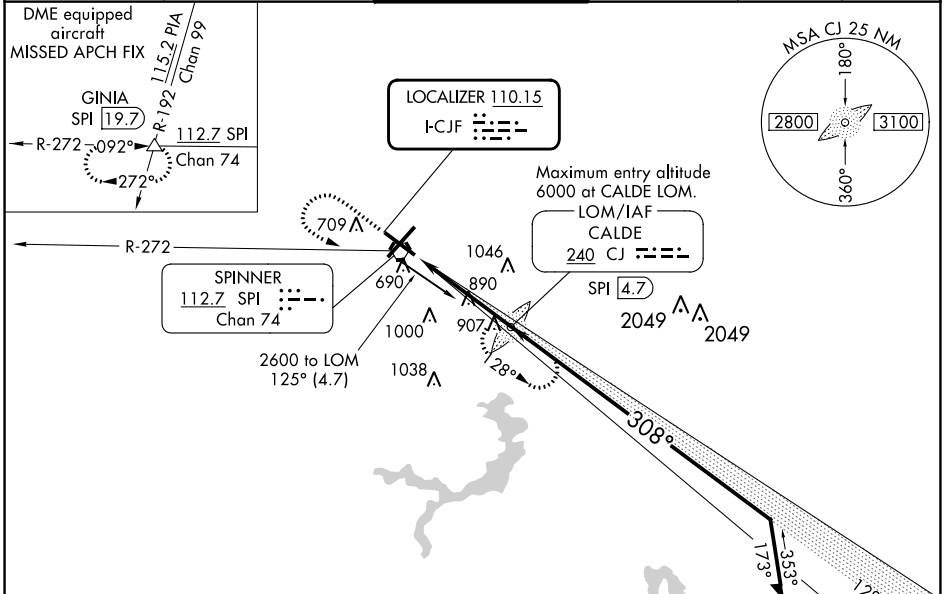 DME equipped
aircraft
MISSED APCH FIX
115.2 PIA
Chan 99
R-192
GINIA
SPI 19.7
R-272
092°
112.7 SPI
Chan 74
272°
LOCALIZER 110.15
I-CJF
MSA CJ 25 NM
180°
2800
3100
360°
Maximum entry altitude
6000 at CALDE LOM.
LOM/IAF
CALDE
240 CJ
SPI 4.7
709
R-272
SPINNER
112.7 SPI
Chan 74
690
1046
890
2049
2049
1000
907
2600 to LOM
125° (4.7)
1038
128°
308°
173°
353°